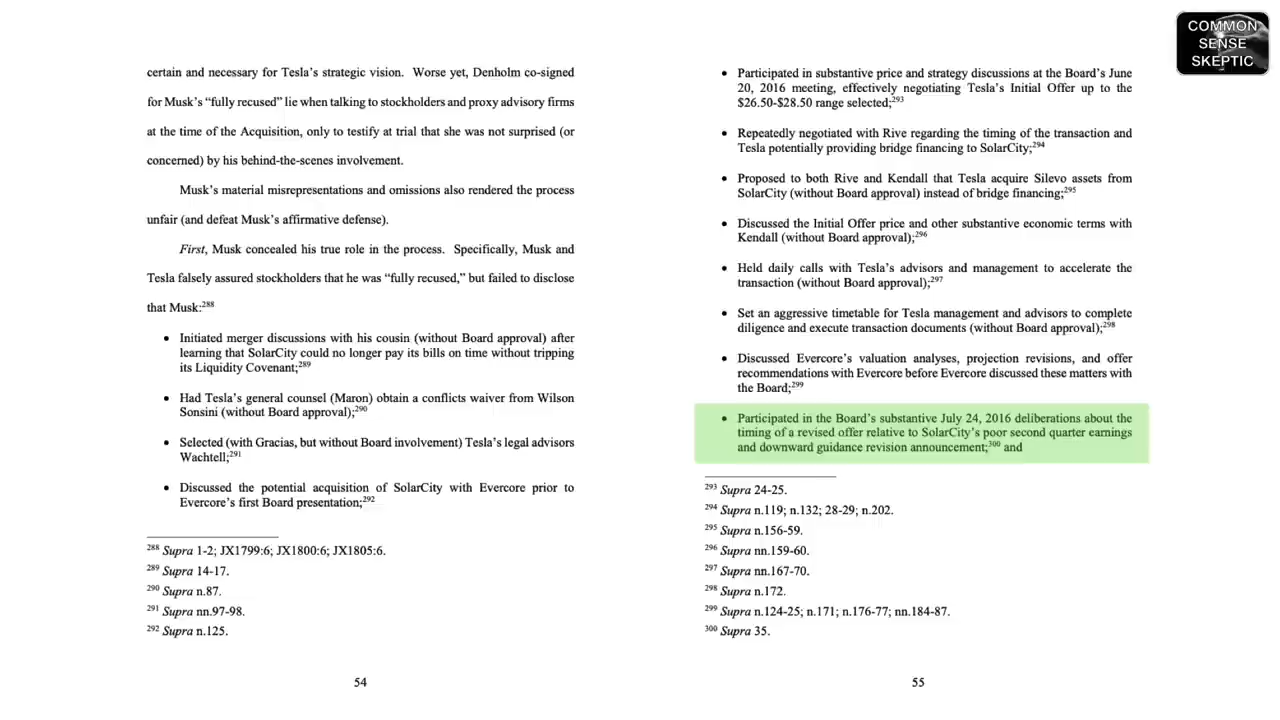 COMMON
SENSE
SKEPTIC
certain and necessary for Tesla's strategic vision. Worse yet, Denholm co-signed
for Musk's "fully recused" lie when talking to stockholders and proxy advisory firms
at the time of the Acquisition, only to testify at trial that she was not surprised (or
concerned) by his behind-the-scenes involvement.
Musk's material misrepresentations and omissions also rendered the process
unfair (and defeat Musk's affirmative defense).
First, Musk concealed his true role in the process. Specifically, Musk and
Tesla falsely assured stockholders that he was "fully recused," but failed to disclose
that Musk:288
• Initiated merger discussions with his cousin (without Board approval) after
learning that SolarCity could no longer pay its bills on time without tripping
its Liquidity Covenant;289
• Had Tesla's general counsel (Maron) obtain a conflicts waiver from Wilson
Sonsini (without Board approval);290
• Selected (with Gracias, but without Board involvement) Tesla's legal advisors
Wachtell;291
• Discussed the potential acquisition of SolarCity with Evercore prior to
Evercore's first Board presentation;292
288 Supra 1-2; JX1799:6; JX1800:6; JX1805:6.
289 Supra 14-17.
290 Supra n.87.
291 Supra nn.97-98.
292 Supra n.125.
54
• Participated in substantive price and strategy discussions at the Board's June
20, 2016 meeting, effectively negotiating Tesla's Initial Offer up to the
$26.50-$28.50 range selected;293
• Repeatedly negotiated with Rive regarding the timing of the transaction and
Tesla potentially providing bridge financing to SolarCity;294
• Proposed to both Rive and Kendall that Tesla acquire Silevo assets from
SolarCity (without Board approval) instead of bridge financing;295
• Discussed the Initial Offer price and other substantive economic terms with
Kendall (without Board approval);296
• Held daily calls with Tesla's advisors and management to accelerate the
transaction (without Board approval);297
• Set an aggressive timetable for Tesla management and advisors to complete
diligence and execute transaction documents (without Board approval);298
• Discussed Evercore's valuation analyses, projection revisions, and offer
recommendations with Evercore before Evercore discussed these matters with
the Board;299
• Participated in the Board's substantive July 24, 2016 deliberations about the
timing of a revised offer relative to SolarCity's poor second quarter earnings
and downward guidance revision announcement;300 and
293 Supra 24-25.
294 Supra n.119; n.132; 28-29; n.202.
295 Supra n.156-59.
296 Supra nn.159-60.
297 Supra nn.167-70.
298 Supra n.172.
299 Supra n.124-25; n.171; n.176-77; nn.184-87.
300 Supra 35.
55